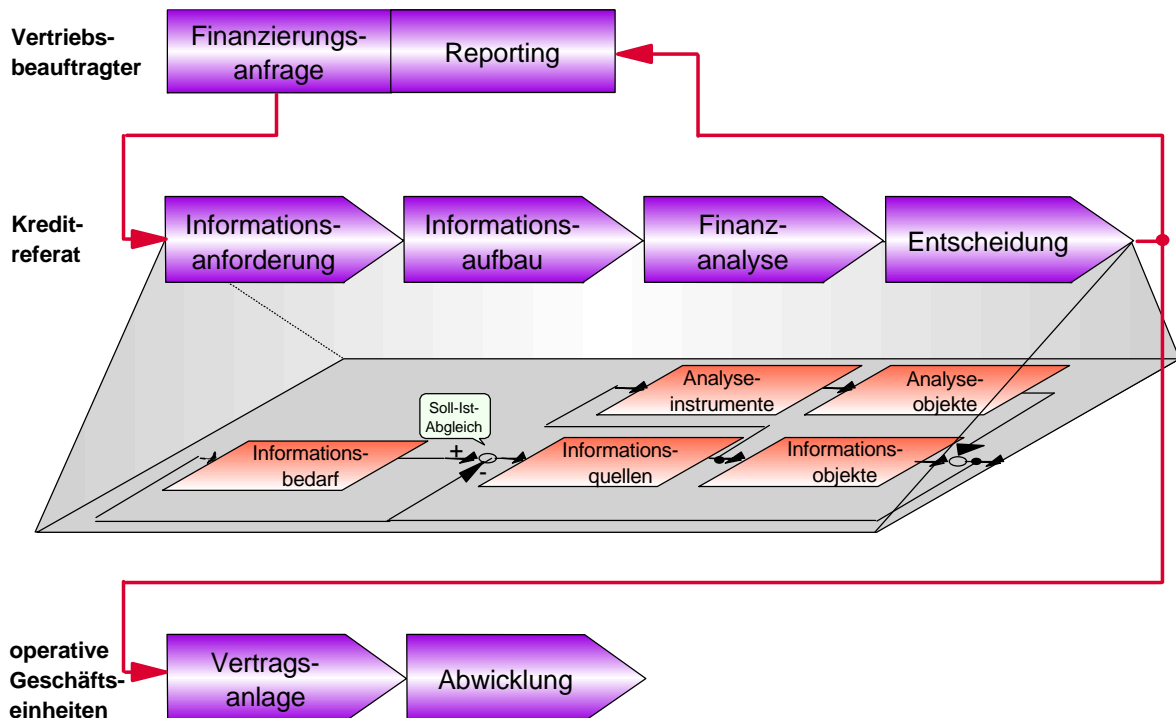 Vertriebs-
beauftragter
Finanzierungs-
anfrage
Reporting
Kredit-
referat
Informations-
anforderung
Informations-
aufbau
Finanz-
analyse
Entscheidung
Analyse-
instrumente
Analyse-
objekte
Soll-Ist-
Abgleich
+
-
Informations-
bedarf
Informations-
quellen
Informations-
objekte
operative
Geschäfts-
einheiten
Vertrags-
anlage
Abwicklung